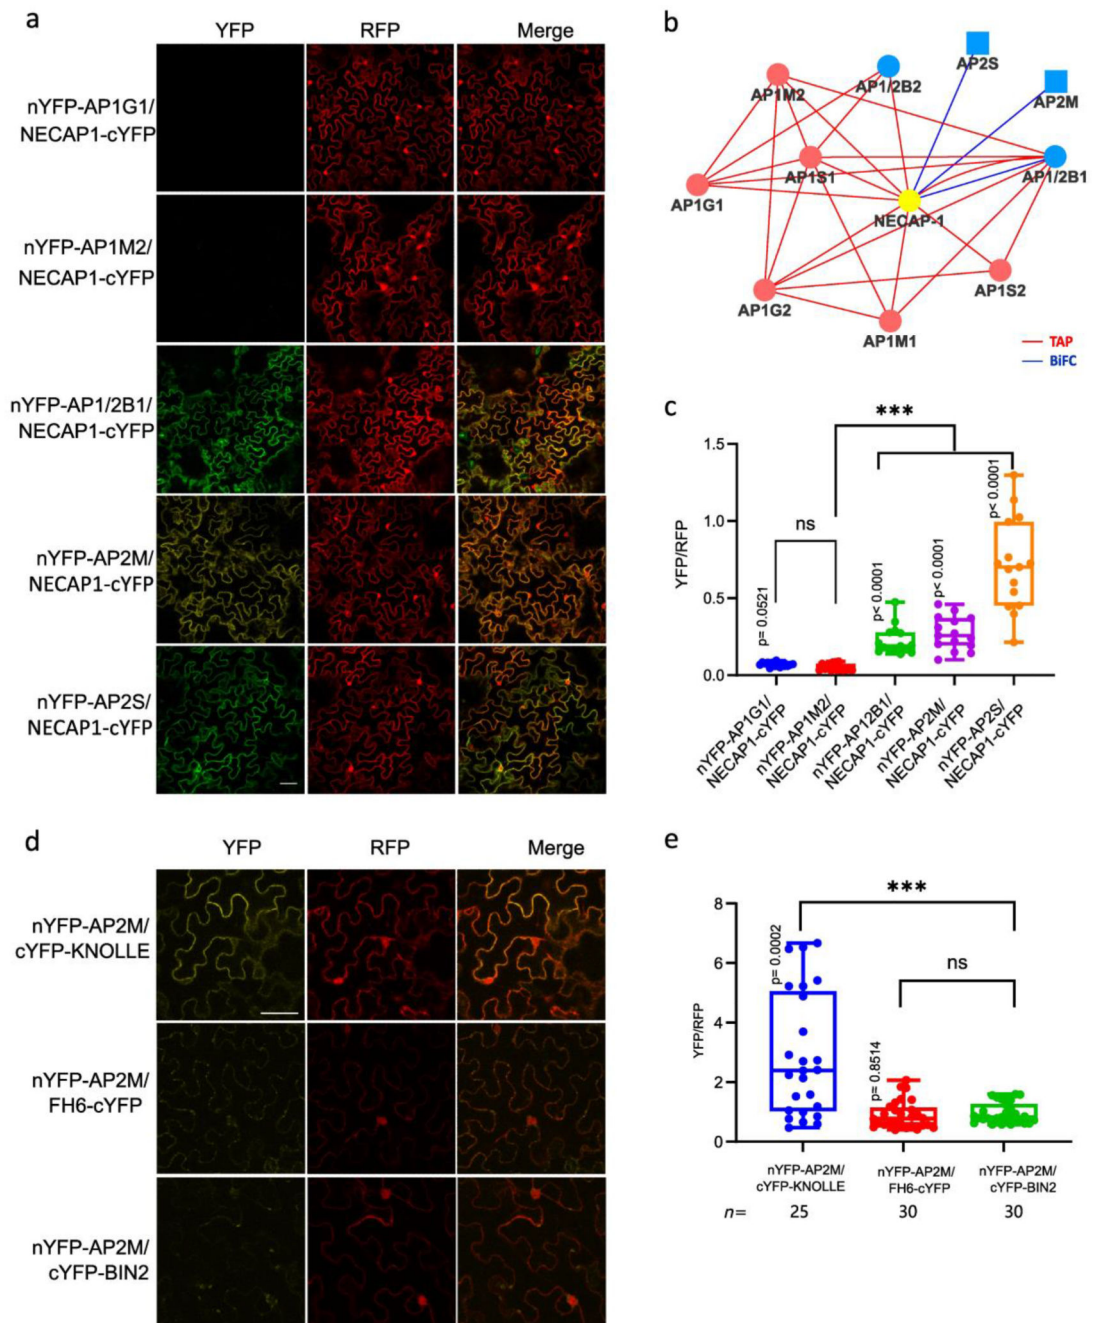 a
YFP
RFP
Merge
nYFP-AP1G1/
NECAP1-cYFP
nYFP-AP1M2/
NECAP1-cYFP
nYFP-AP1/2B1/
NECAP1-cYFP
nYFP-AP2M/
NECAP1-cYFP
nYFP-AP2S/
NECAP1-cYFP
b
AP2S
AP1/2B2
AP1M2
AP2M
AP1S1
AP1/2B1
AP1G1
NECAP-1
AP1S2
AP1G2
AP1M1
TAP
BiFC
c
***
1.5
1.0
0.5
0.0
YFP/RFP
ns
p= 0.0521
p< 0.0001
p< 0.0001
p< 0.0001
nYFP-AP1G1/
NECAP1-cYFP
nYFP-AP1M2/
NECAP1-cYFP
nYFP-AP12B1/
NECAP1-cYFP
nYFP-AP2M/
NECAP1-cYFP
nYFP-AP2S/
NECAP1-cYFP
d
YFP
RFP
Merge
nYFP-AP2M/
cYFP-KNOLLE
nYFP-AP2M/
FH6-cYFP
nYFP-AP2M/
cYFP-BIN2
e
***
8
6
4
2
0
YFP/RFP
p= 0.0002
ns
p= 0.8514
nYFP-AP2M/
cYFP-KNOLLE
nYFP-AP2M/
FH6-cYFP
nYFP-AP2M/
cYFP-BIN2
n= 25 30 30